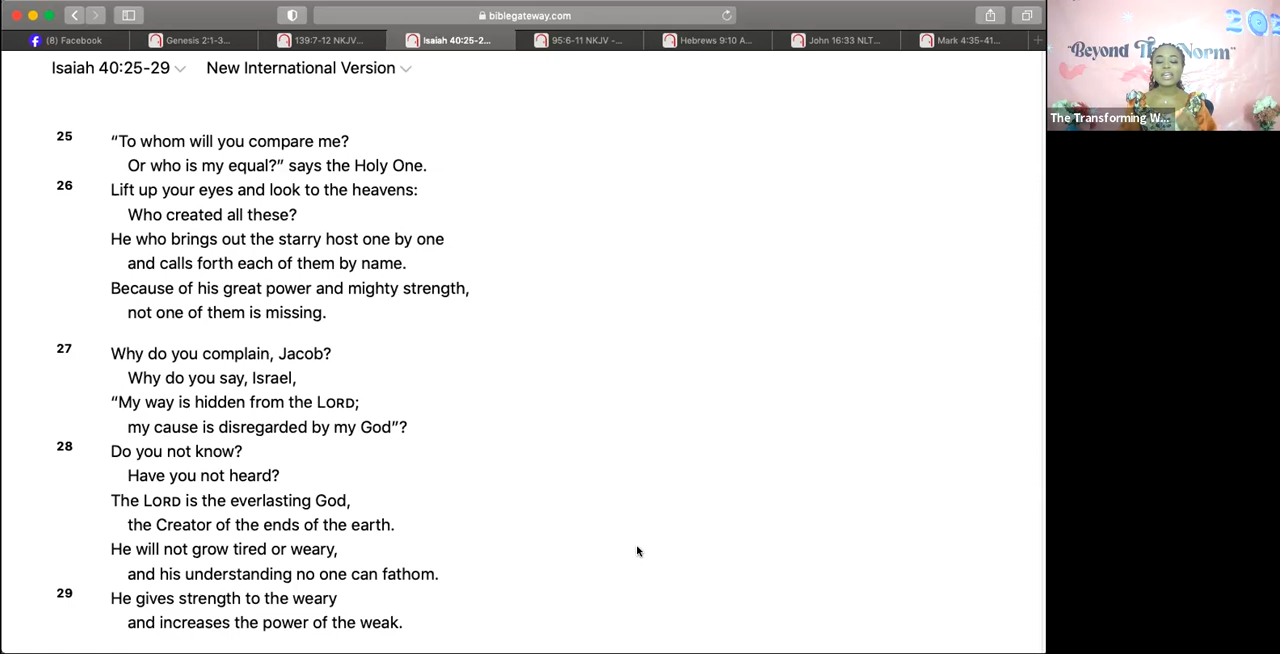 biblegateway.com
(8) Facebook
Genesis 2:1-3...
139:7-12 NKJV...
Isaiah 40:25-2...
95:6-11 NKJV -...
Hebrews 9:10 A...
John 16:33 NLT...
Mark 4:35-41...
Isaiah 40:25-29 New International Version
25 “To whom will you compare me?
Or who is my equal?” says the Holy One.
26 Lift up your eyes and look to the heavens:
Who created all these?
He who brings out the starry host one by one
and calls forth each of them by name.
Because of his great power and mighty strength,
not one of them is missing.
27 Why do you complain, Jacob?
Why do you say, Israel,
“My way is hidden from the LORD;
my cause is disregarded by my God”?
28 Do you not know?
Have you not heard?
The LORD is the everlasting God,
the Creator of the ends of the earth.
He will not grow tired or weary,
and his understanding no one can fathom.
29 He gives strength to the weary
and increases the power of the weak.
"Beyond Norm"
The Transforming W...